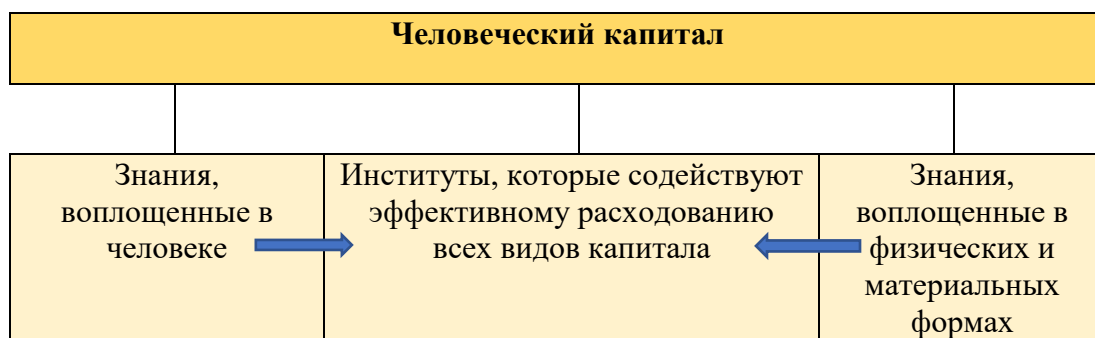 Человеческий капитал
Знания,
воплощенные в
человеке
Институты, которые содействуют
эффективному расходованию
всех видов капитала
Знания,
воплощенные в
физических и
материальных
формах